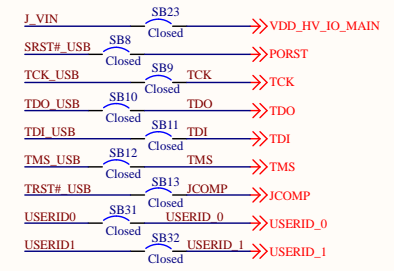 J_VIN SB23 Closed VDD_HV_IO_MAIN
SRST#_USB SB8 Closed PORST
TCK_USB SB9 Closed TCK TCK
TDO_USB SB10 Closed TDO TDO
TDI_USB SB11 Closed TDI TDI
TMS_USB SB12 Closed TMS TMS
TRST#_USB SB13 Closed JCOMP JCOMP
USERID0 SB31 Closed USERID_0 USERID_0
USERID1 SB32 Closed USERID_1 USERID_1